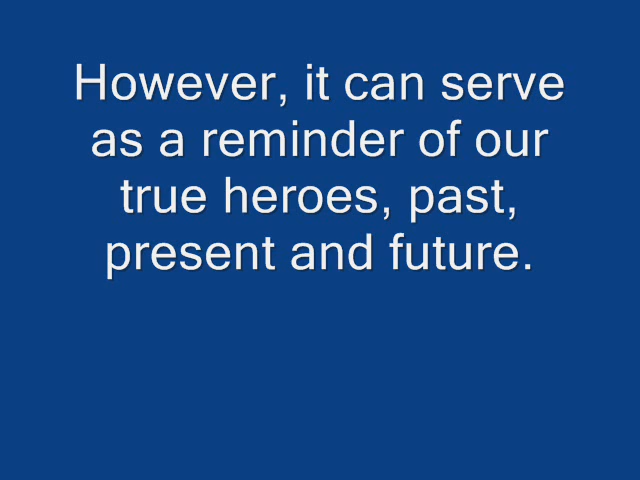 However, it can serve
as a reminder of our
true heroes, past,
present and future.